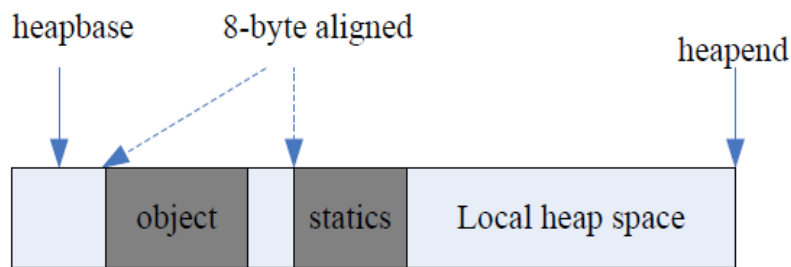 heapbase
8-byte aligned
heapend
object
statics
Local heap space